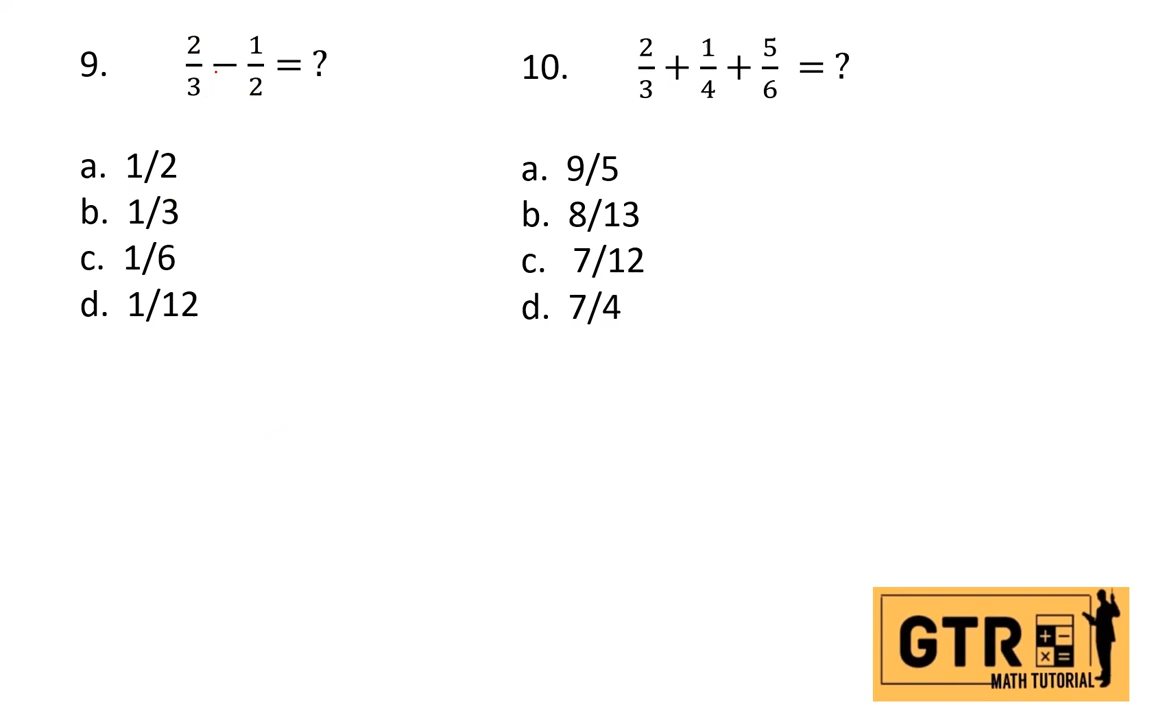 9. 2/3 − 1/2 = ?
a. 1/2
b. 1/3
c. 1/6
d. 1/12
10. 2/3 + 1/4 + 5/6 = ?
a. 9/5
b. 8/13
c. 7/12
d. 7/4
GTR
+ −
× =
MATH TUTORIAL